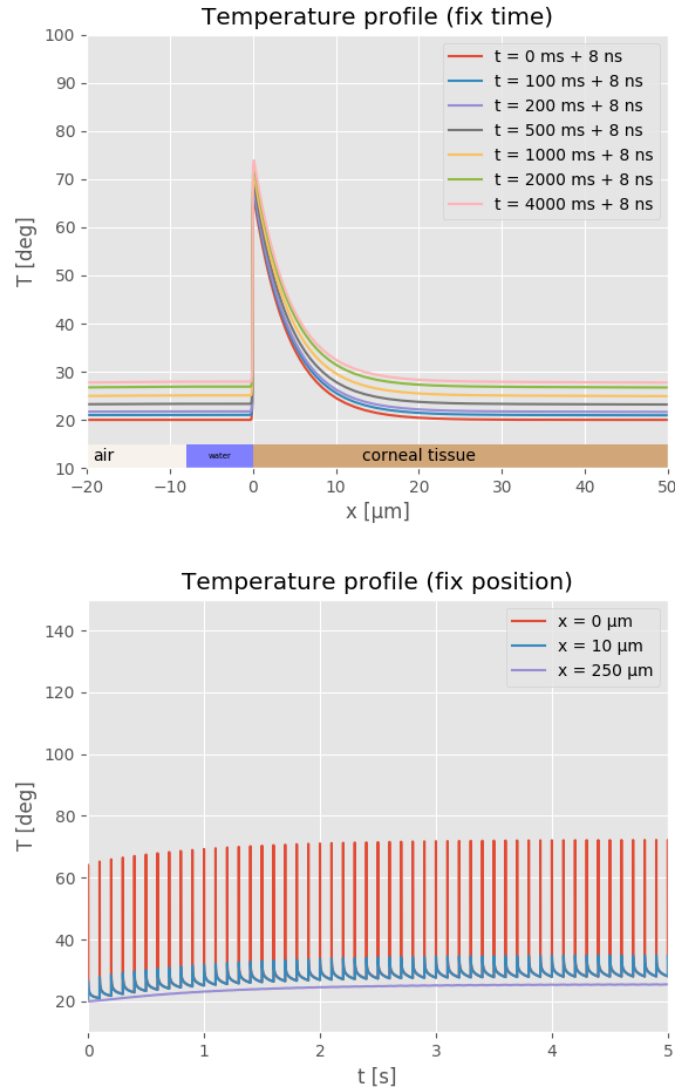 Temperature profile (fix time)
100
90
80
70
60
50
40
30
20
10
T [deg]
t = 0 ms + 8 ns
t = 100 ms + 8 ns
t = 200 ms + 8 ns
t = 500 ms + 8 ns
t = 1000 ms + 8 ns
t = 2000 ms + 8 ns
t = 4000 ms + 8 ns
air
water
corneal tissue
−20 −10 0 10 20 30 40 50
x [µm]
Temperature profile (fix position)
140
120
100
80
60
40
20
T [deg]
x = 0 µm
x = 10 µm
x = 250 µm
0 1 2 3 4 5
t [s]